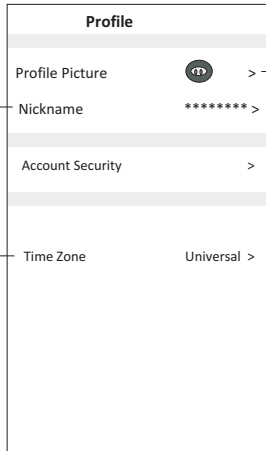 Profile
Profile Picture >
Nickname ******** >
Account Security >
Time Zone Universal >